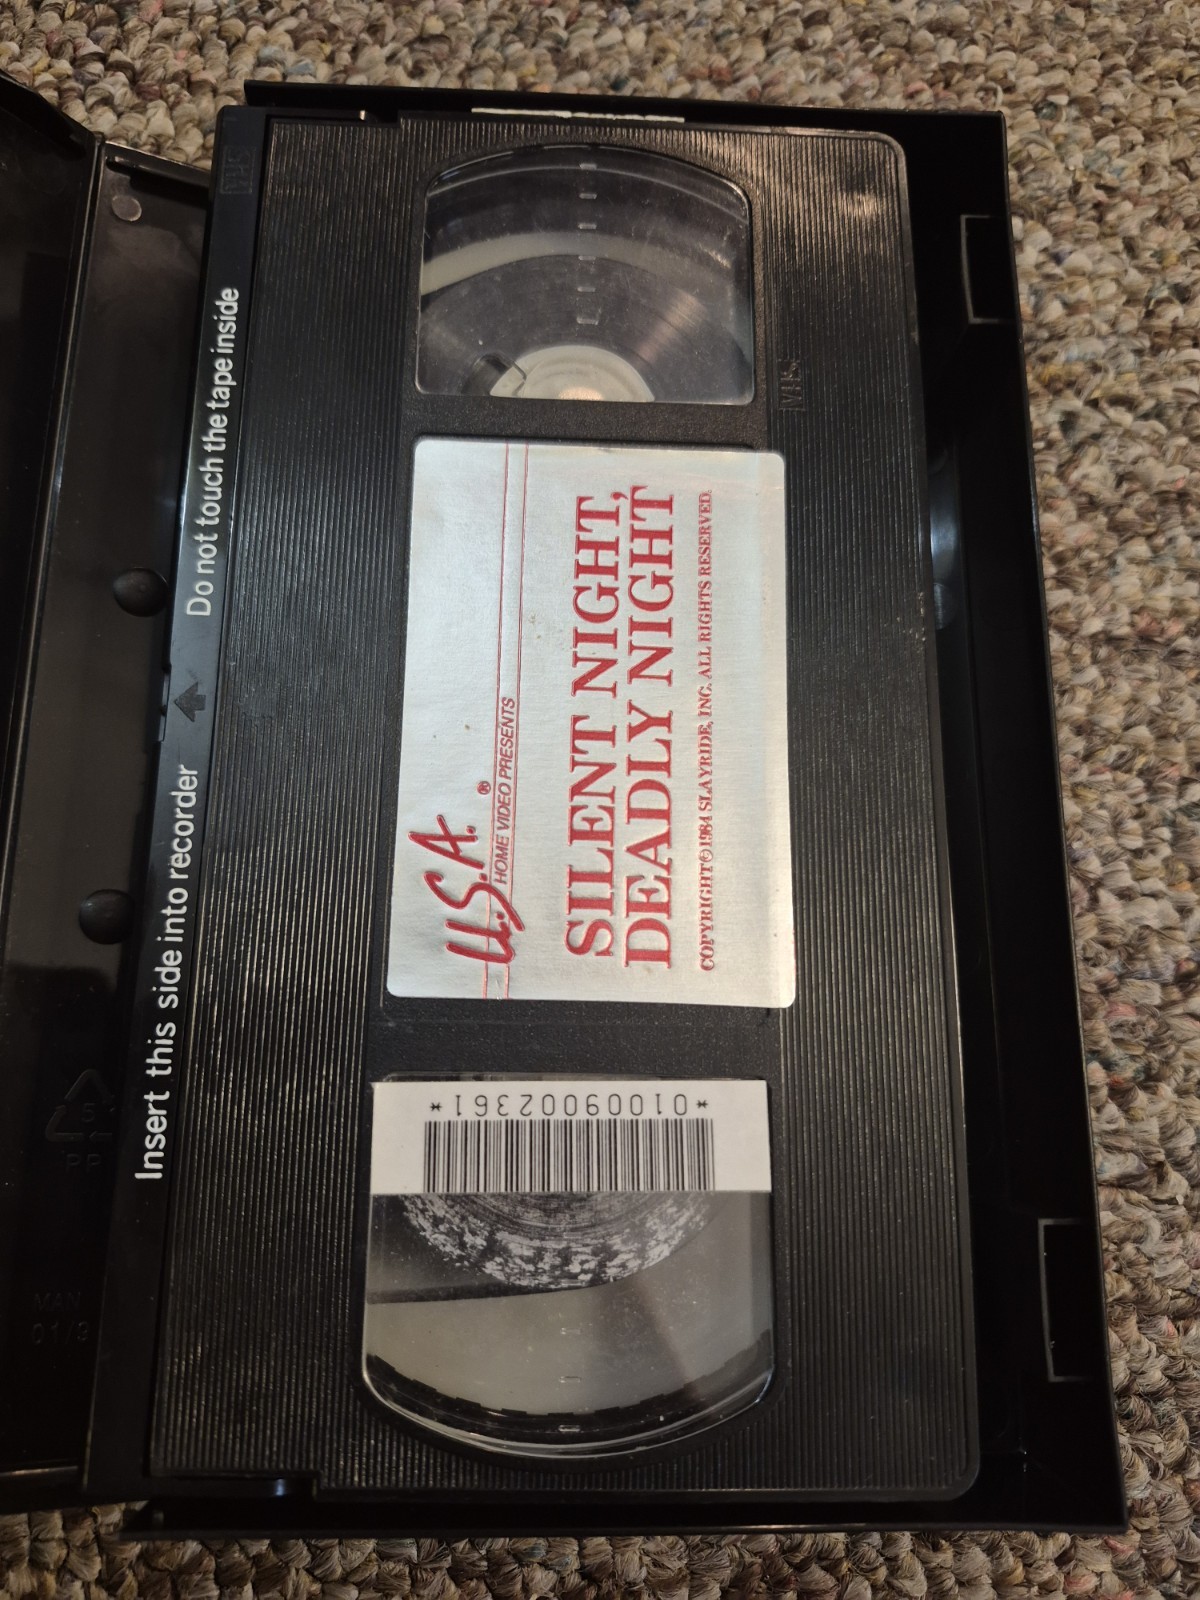 VHS
Insert this side into recorder
Do not touch the tape inside
U.S.A.®
HOME VIDEO PRESENTS
SILENT NIGHT,
DEADLY NIGHT
COPYRIGHT © 1984 SLAYRIDE, INC. ALL RIGHTS RESERVED.
VHS
*01009002361*
5
PP